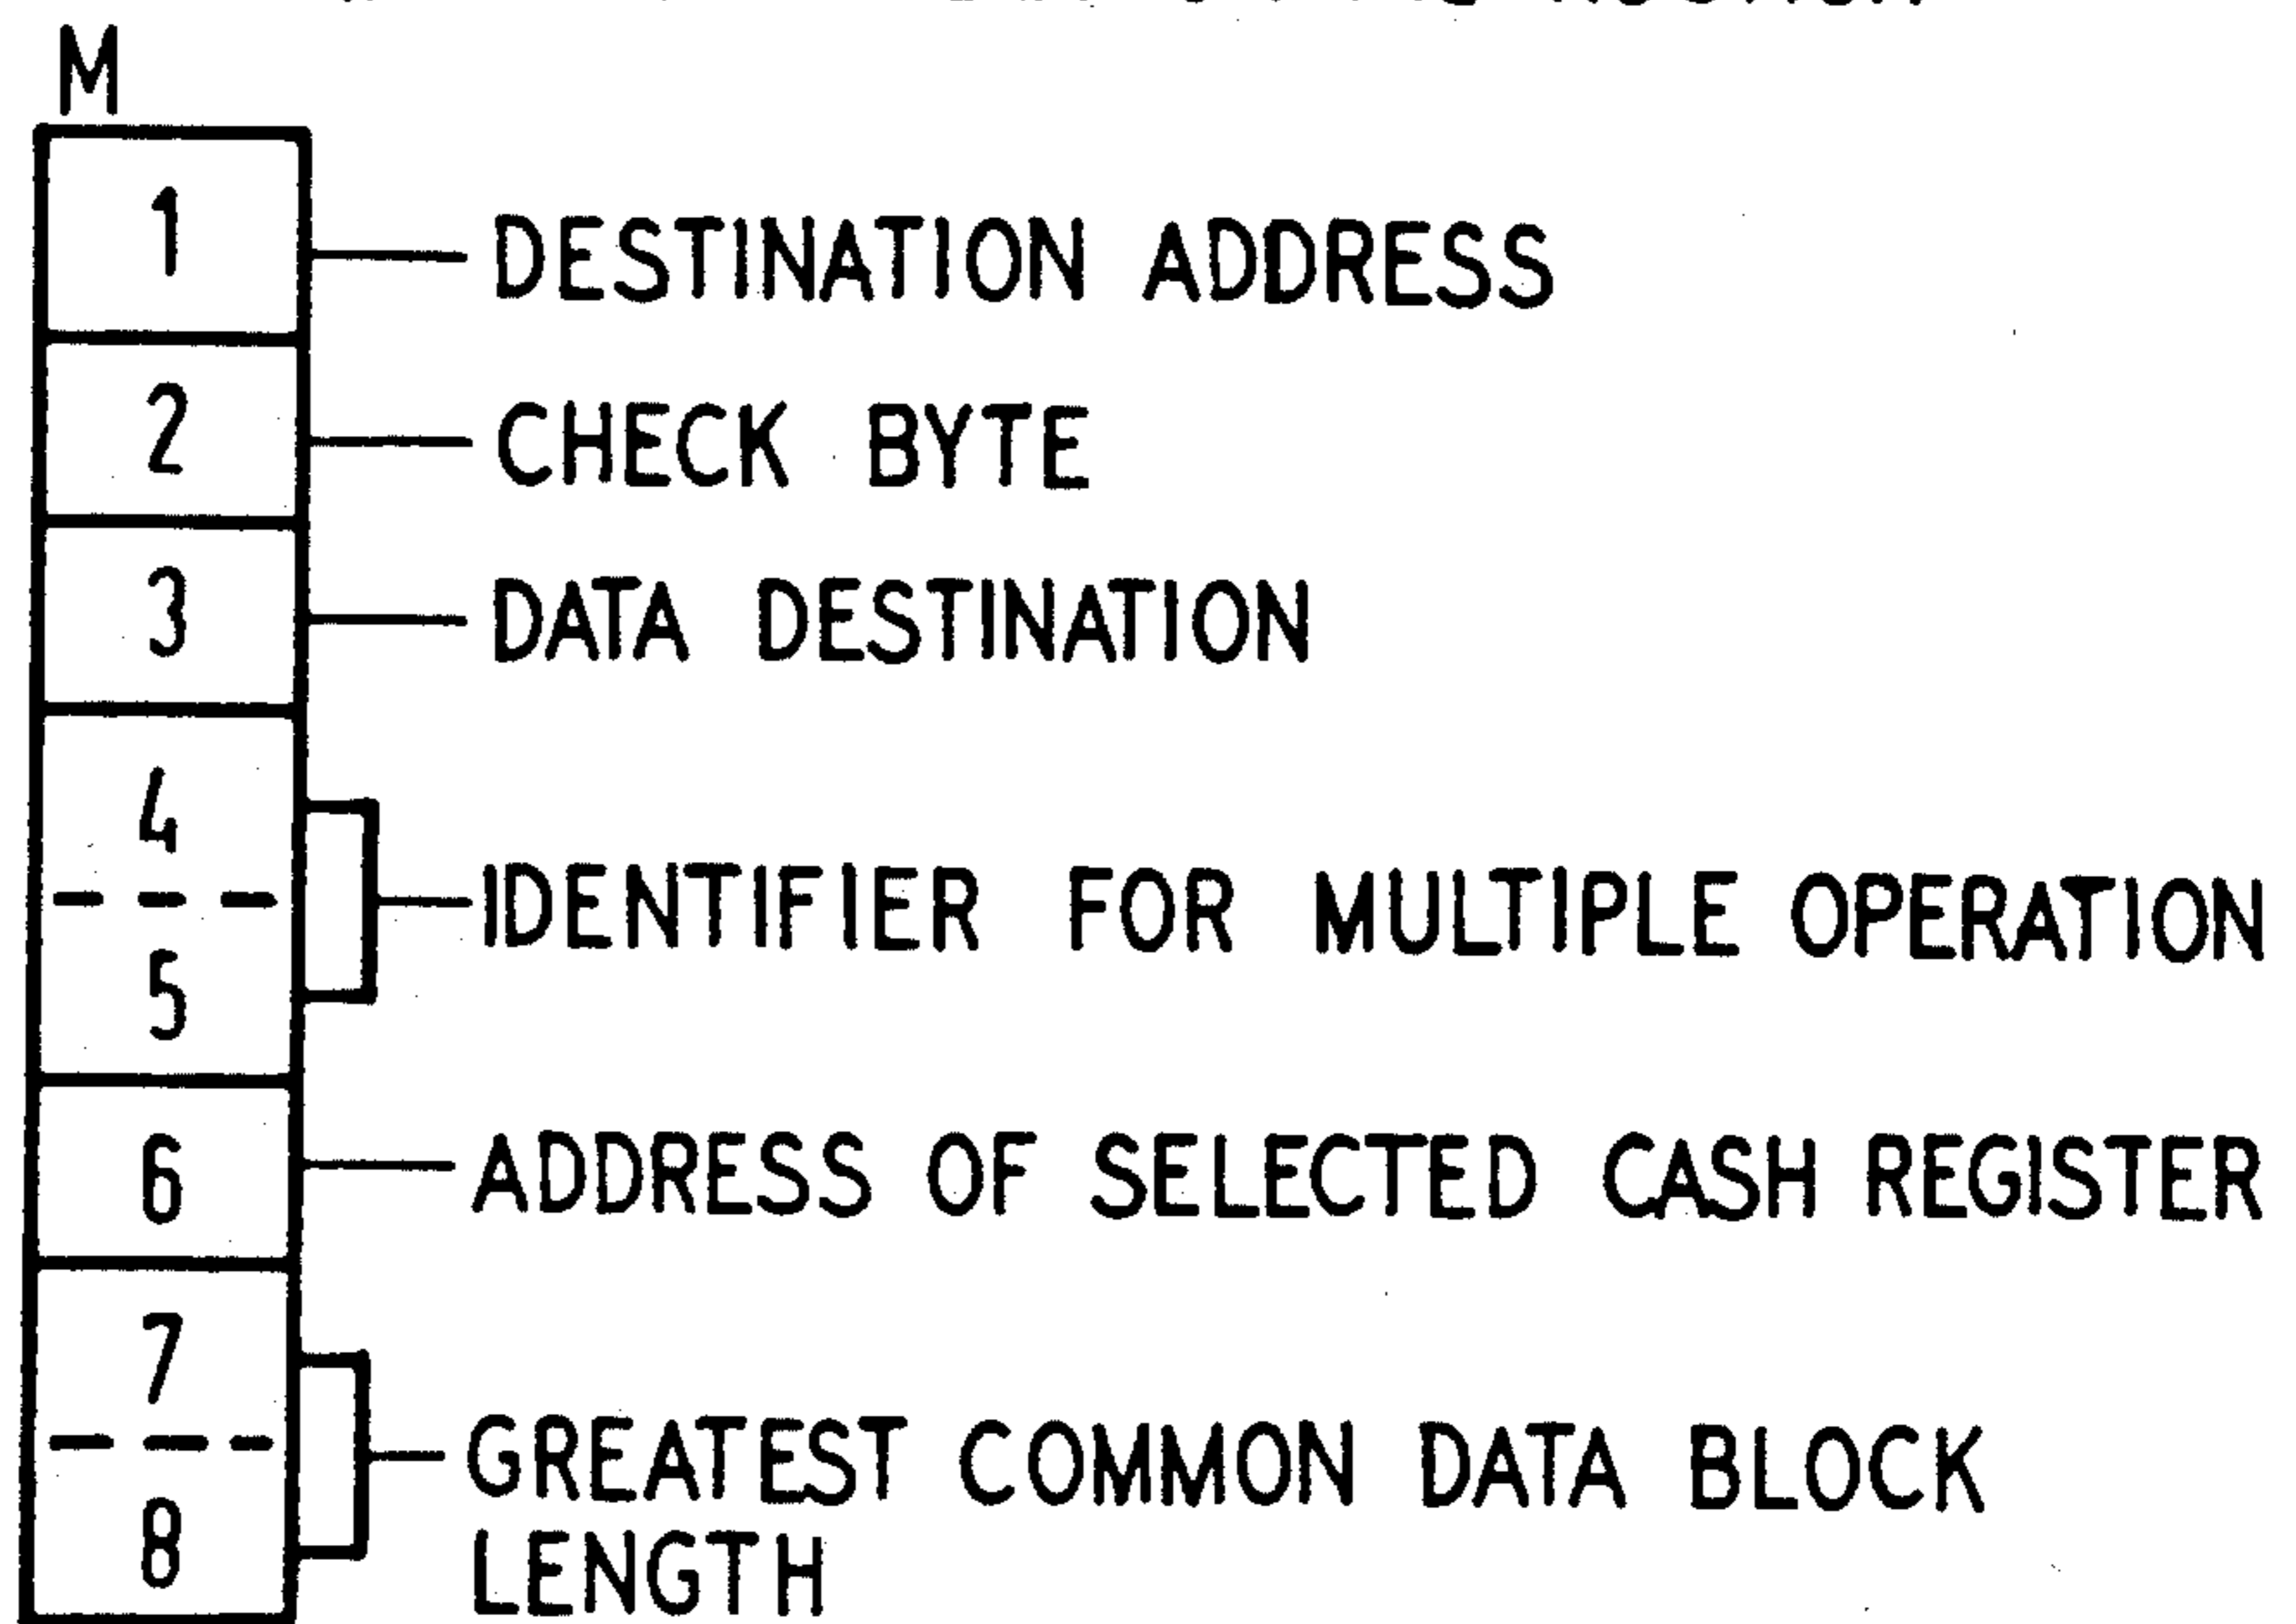 M
1 DESTINATION ADDRESS
2 CHECK BYTE
3 DATA DESTINATION
4
IDENTIFIER FOR MULTIPLE OPERATION
5
6 ADDRESS OF SELECTED CASH REGISTER
7
GREATEST COMMON DATA BLOCK
8 LENGTH